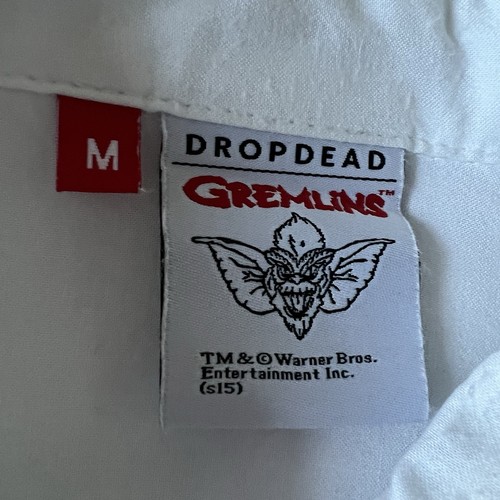 M
DROPDEAD
GREMLINS™
TM & © Warner Bros.
Entertainment Inc.
(s15)